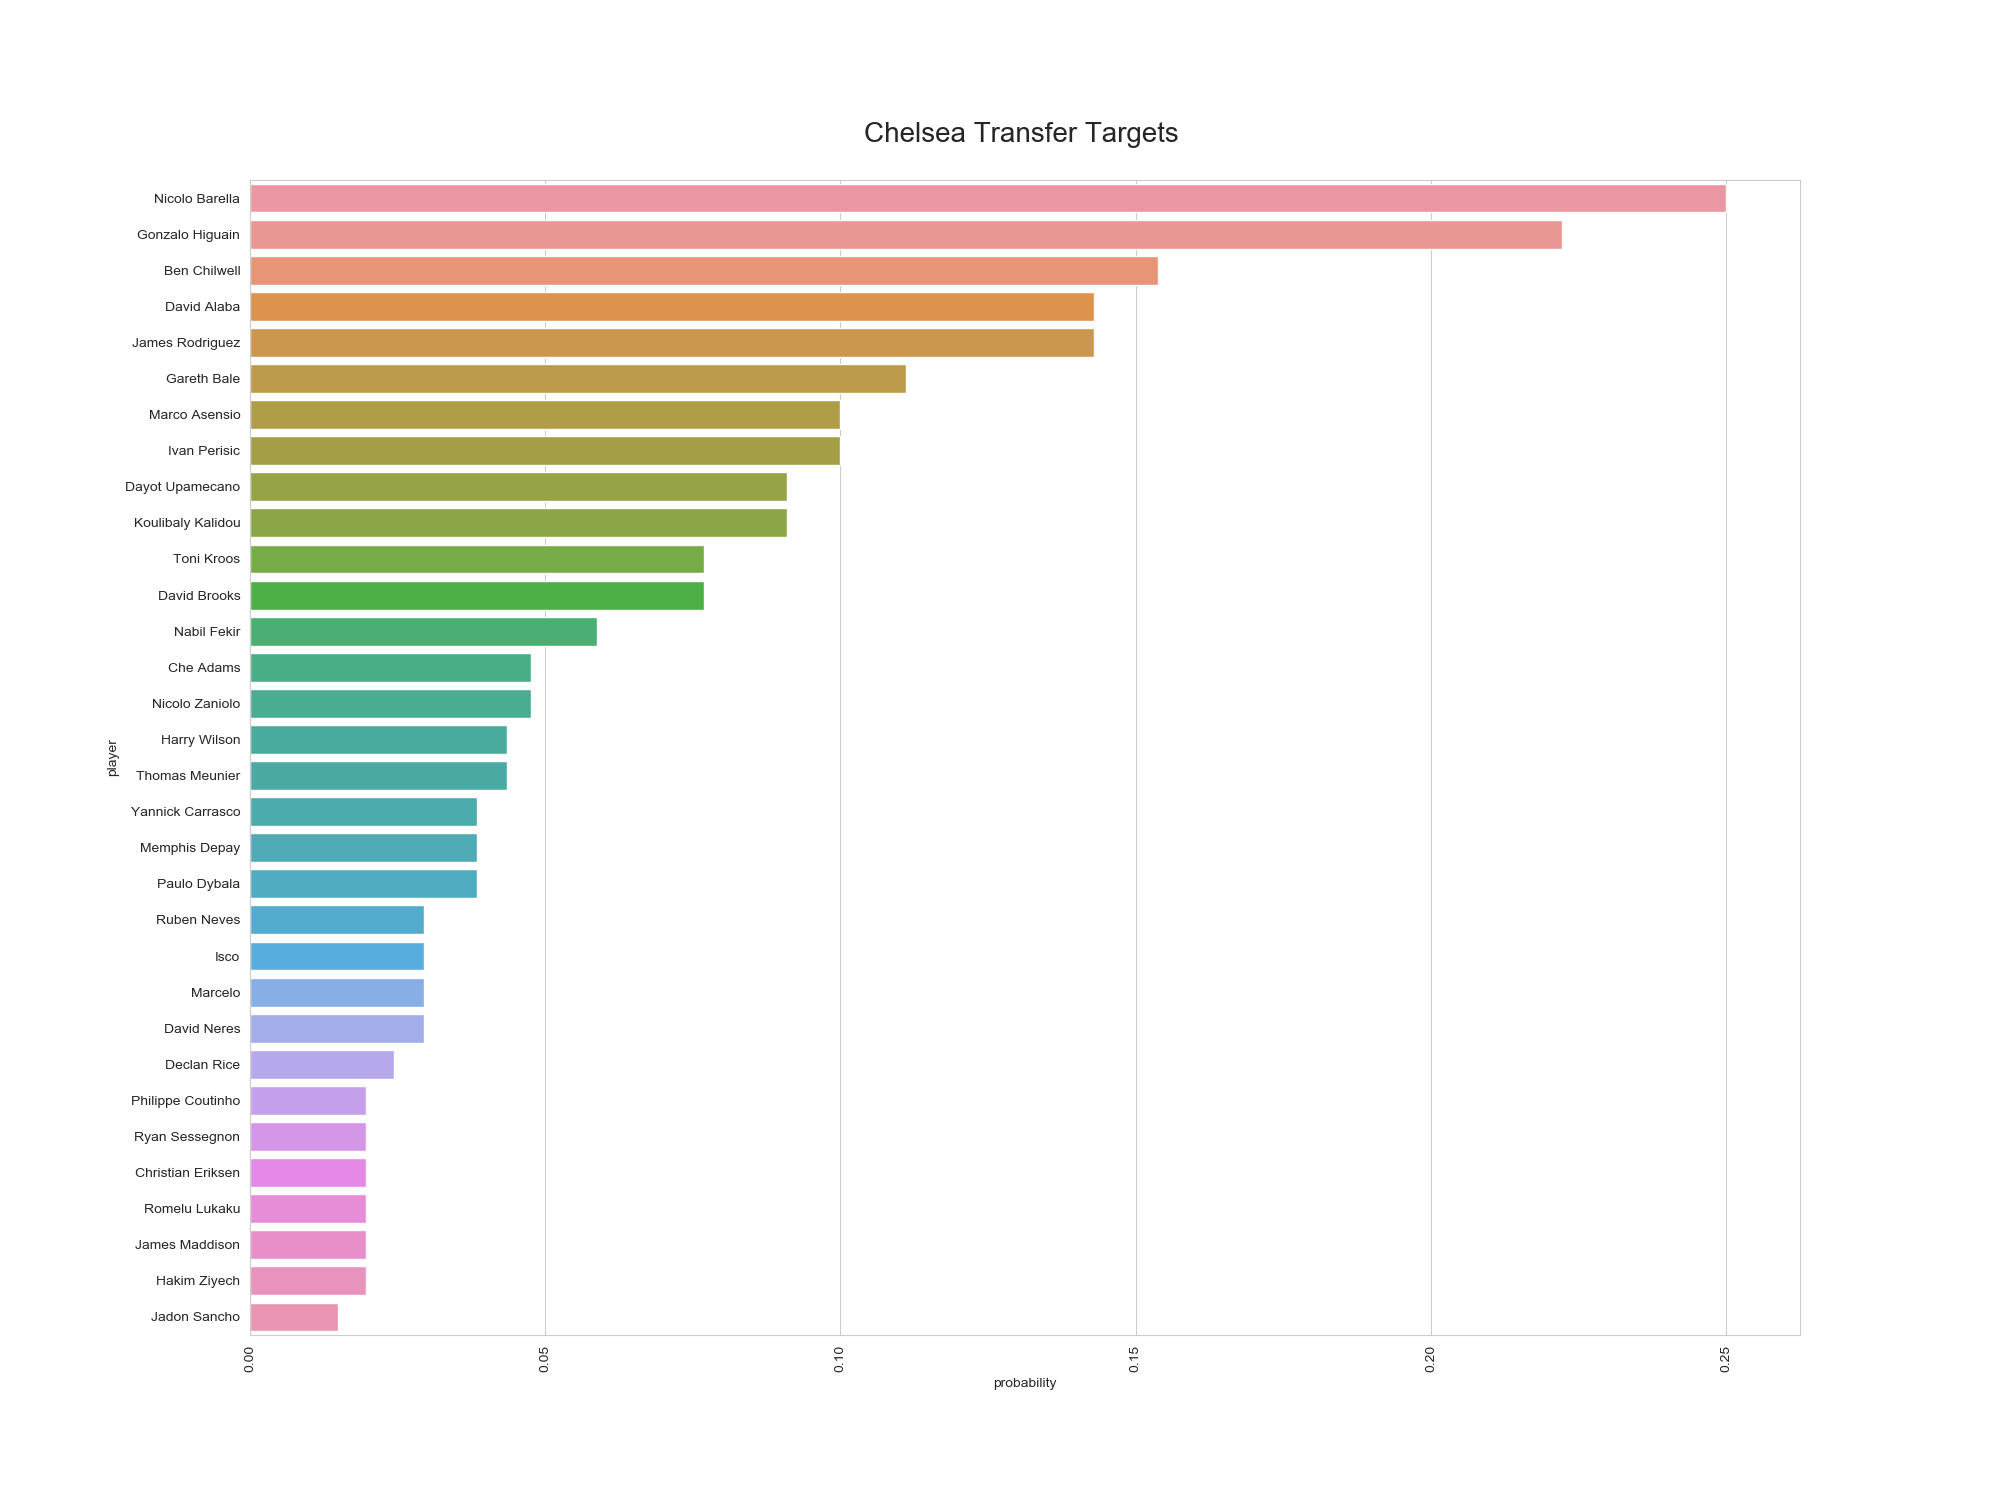 Chelsea Transfer Targets
Nicolo Barella
Gonzalo Higuain
Ben Chilwell
David Alaba
James Rodriguez
Gareth Bale
Marco Asensio
Ivan Perisic
Dayot Upamecano
Koulibaly Kalidou
Toni Kroos
David Brooks
Nabil Fekir
Che Adams
Nicolo Zaniolo
Harry Wilson
player
Thomas Meunier
Yannick Carrasco
Memphis Depay
Paulo Dybala
Ruben Neves
Isco
Marcelo
David Neres
Declan Rice
Philippe Coutinho
Ryan Sessegnon
Christian Eriksen
Romelu Lukaku
James Maddison
Hakim Ziyech
Jadon Sancho
0.00
0.05
0.10
0.15
0.20
0.25
probability